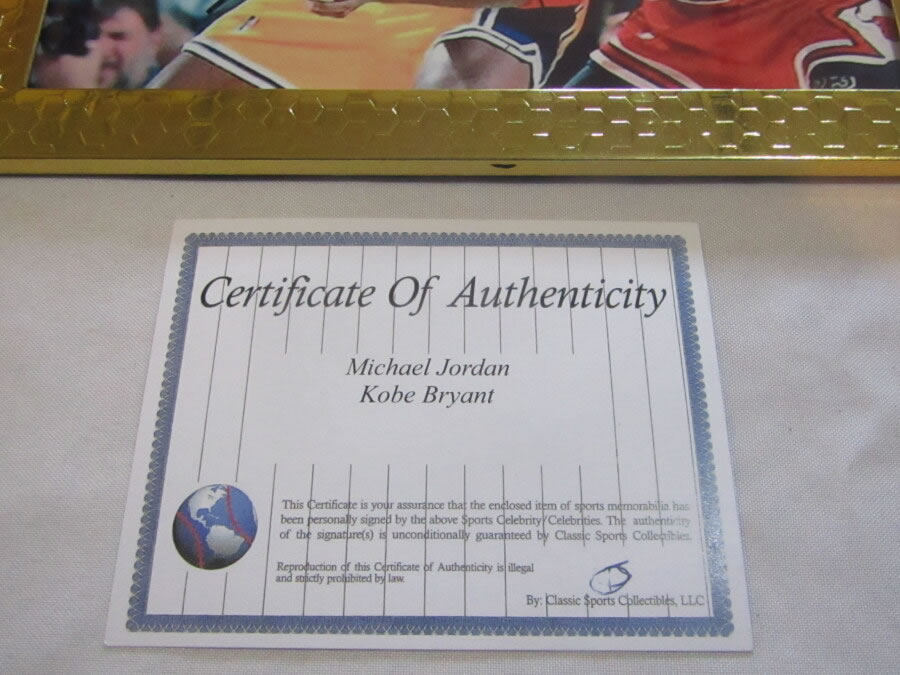 Certificate Of Authenticity
Michael Jordan
Kobe Bryant
This Certificate is your assurance that the enclosed item of sports memorabilia has
been personally signed by the above Sports Celebrity/Celebrities. The authenticity
of the signature(s) is unconditionally guaranteed by Classic Sports Collectibles.
Reproduction of this Certificate of Authenticity is illegal
and strictly prohibited by law.
By: Classic Sports Collectibles, LLC